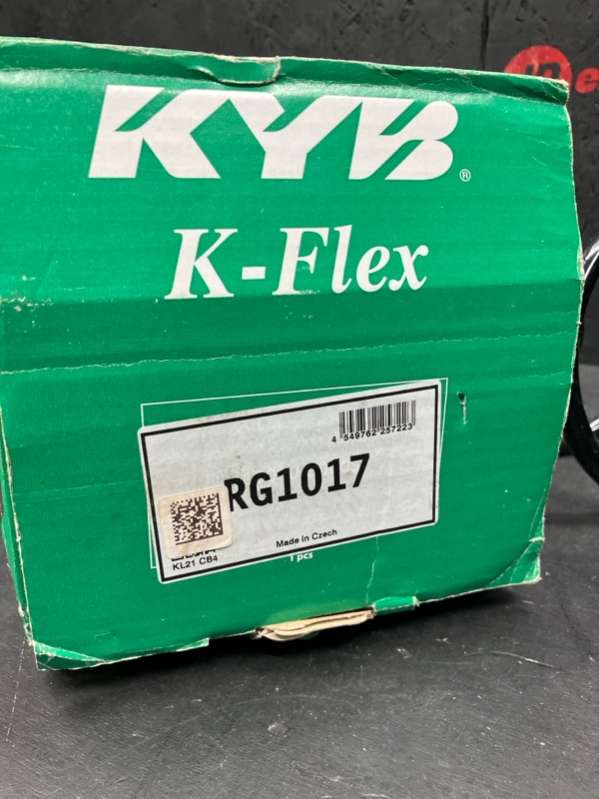 KYB®
K-Flex
4 549762 257223
RG1017
Made in Czech
KL21 CB4
1 pcs